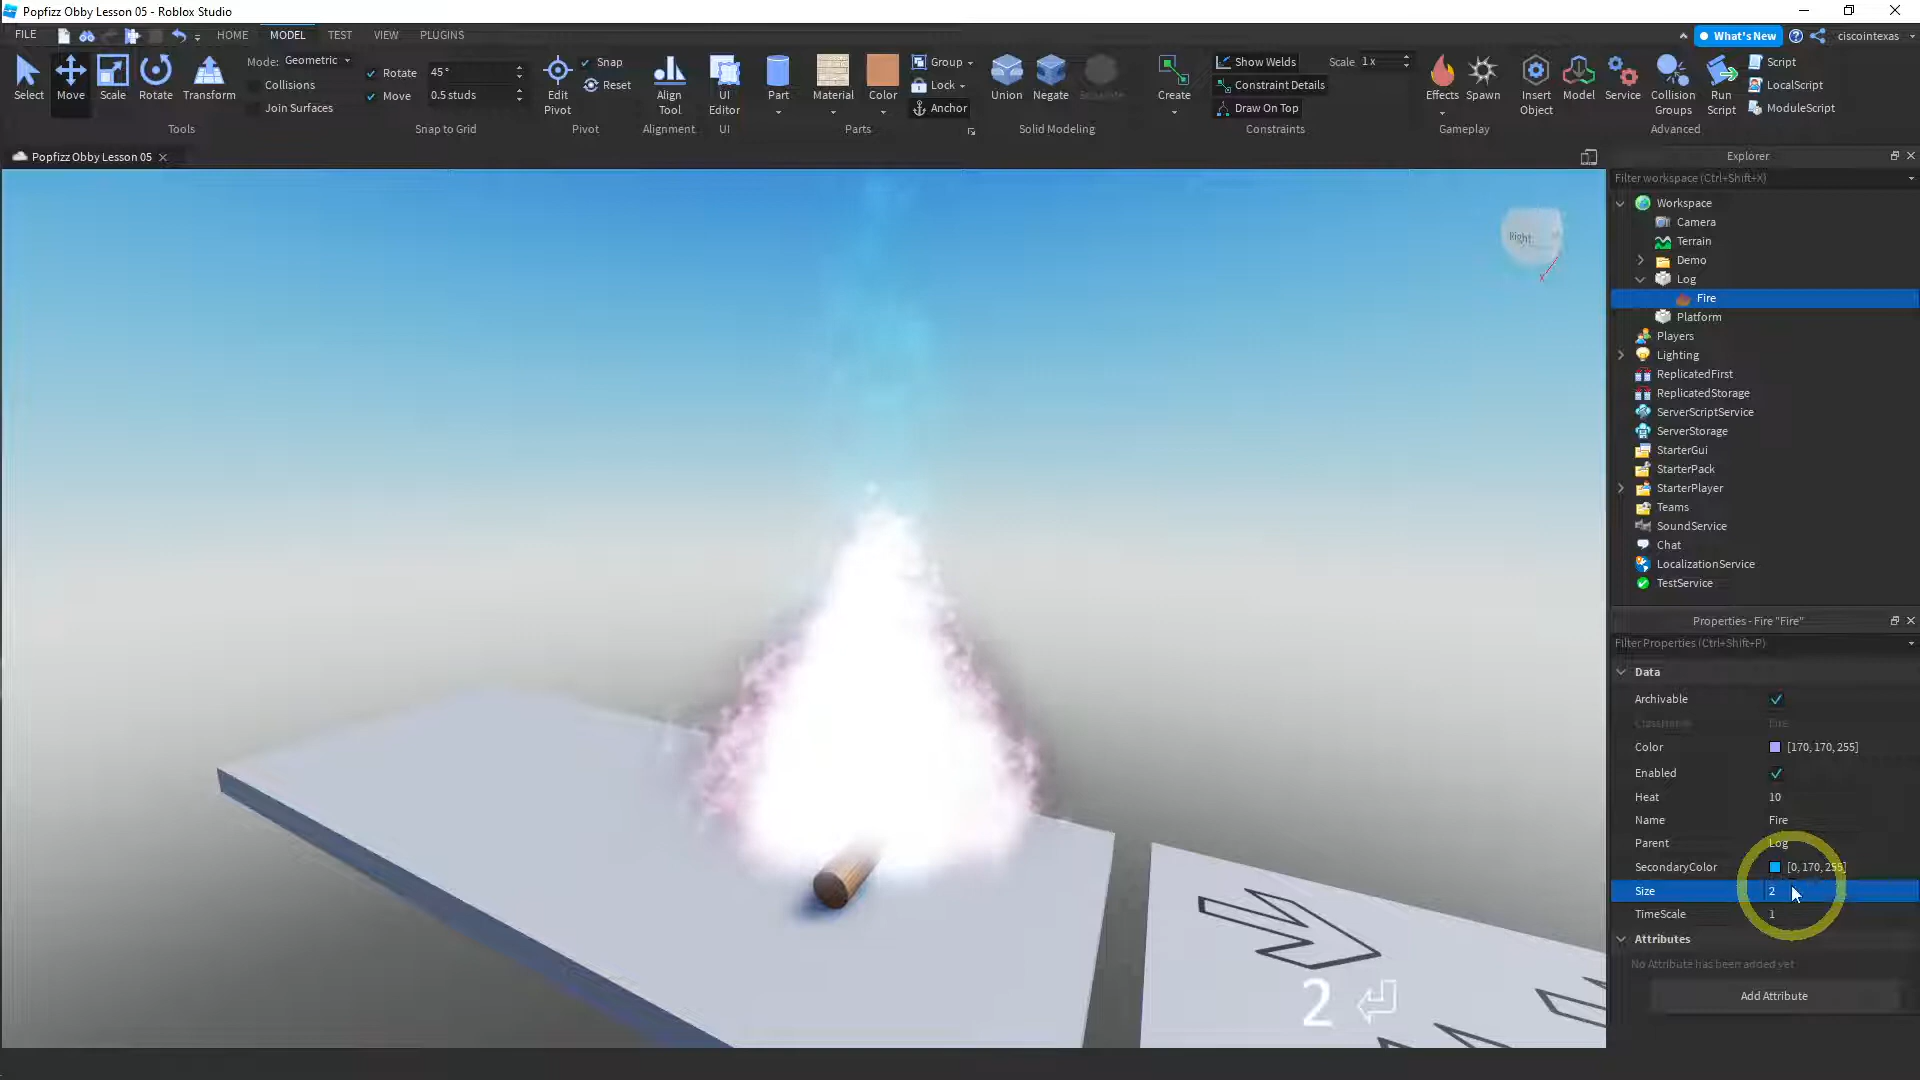 Popfizz Obby Lesson 05 - Roblox Studio
FILE HOME MODEL TEST VIEW PLUGINS What's New ciscointexas
Select Move Scale Rotate Transform
Mode: Geometric
Collisions
Join Surfaces
Tools
Rotate 45°
Move 0.5 studs
Snap to Grid
Edit Pivot
Snap
Reset
Pivot
Align Tool
Alignment
UI Editor
UI
Part Material Color
Group
Lock
Anchor
Parts
Union Negate
Solid Modeling
Create
Show Welds
Constraint Details
Draw On Top
Scale 1 x
Constraints
Effects Spawn
Gameplay
Insert Object
Model
Service
Collision Groups
Run Script
Script
LocalScript
ModuleScript
Advanced
Popfizz Obby Lesson 05
Right
X
2
Explorer
Filter workspace (Ctrl+Shift+X)
Workspace
Camera
Terrain
Demo
Log
Fire
Platform
Players
Lighting
ReplicatedFirst
ReplicatedStorage
ServerScriptService
ServerStorage
StarterGui
StarterPack
StarterPlayer
Teams
SoundService
Chat
LocalizationService
TestService
Properties - Fire "Fire"
Filter Properties (Ctrl+Shift+P)
Data
Archivable
ClassName Fire
Color [170, 170, 255]
Enabled
Heat 10
Name Fire
Parent Log
SecondaryColor [0, 170, 255]
Size 2
TimeScale 1
Attributes
No Attribute has been added yet
Add Attribute